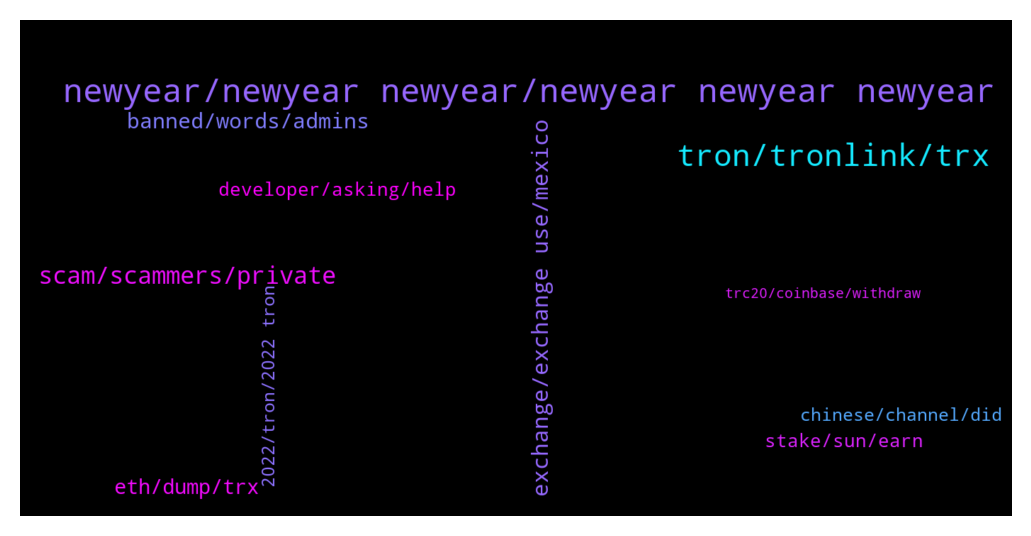 newyear/newyear newyear/newyear newyear newyear
banned/words/admins
tron/tronlink/trx
developer/asking/help
exchange/exchange use/mexico
scam/scammers/private
2022/tron/2022 tron
trc20/coinbase/withdraw
chinese/channel/did
stake/sun/earn
eth/dump/trx